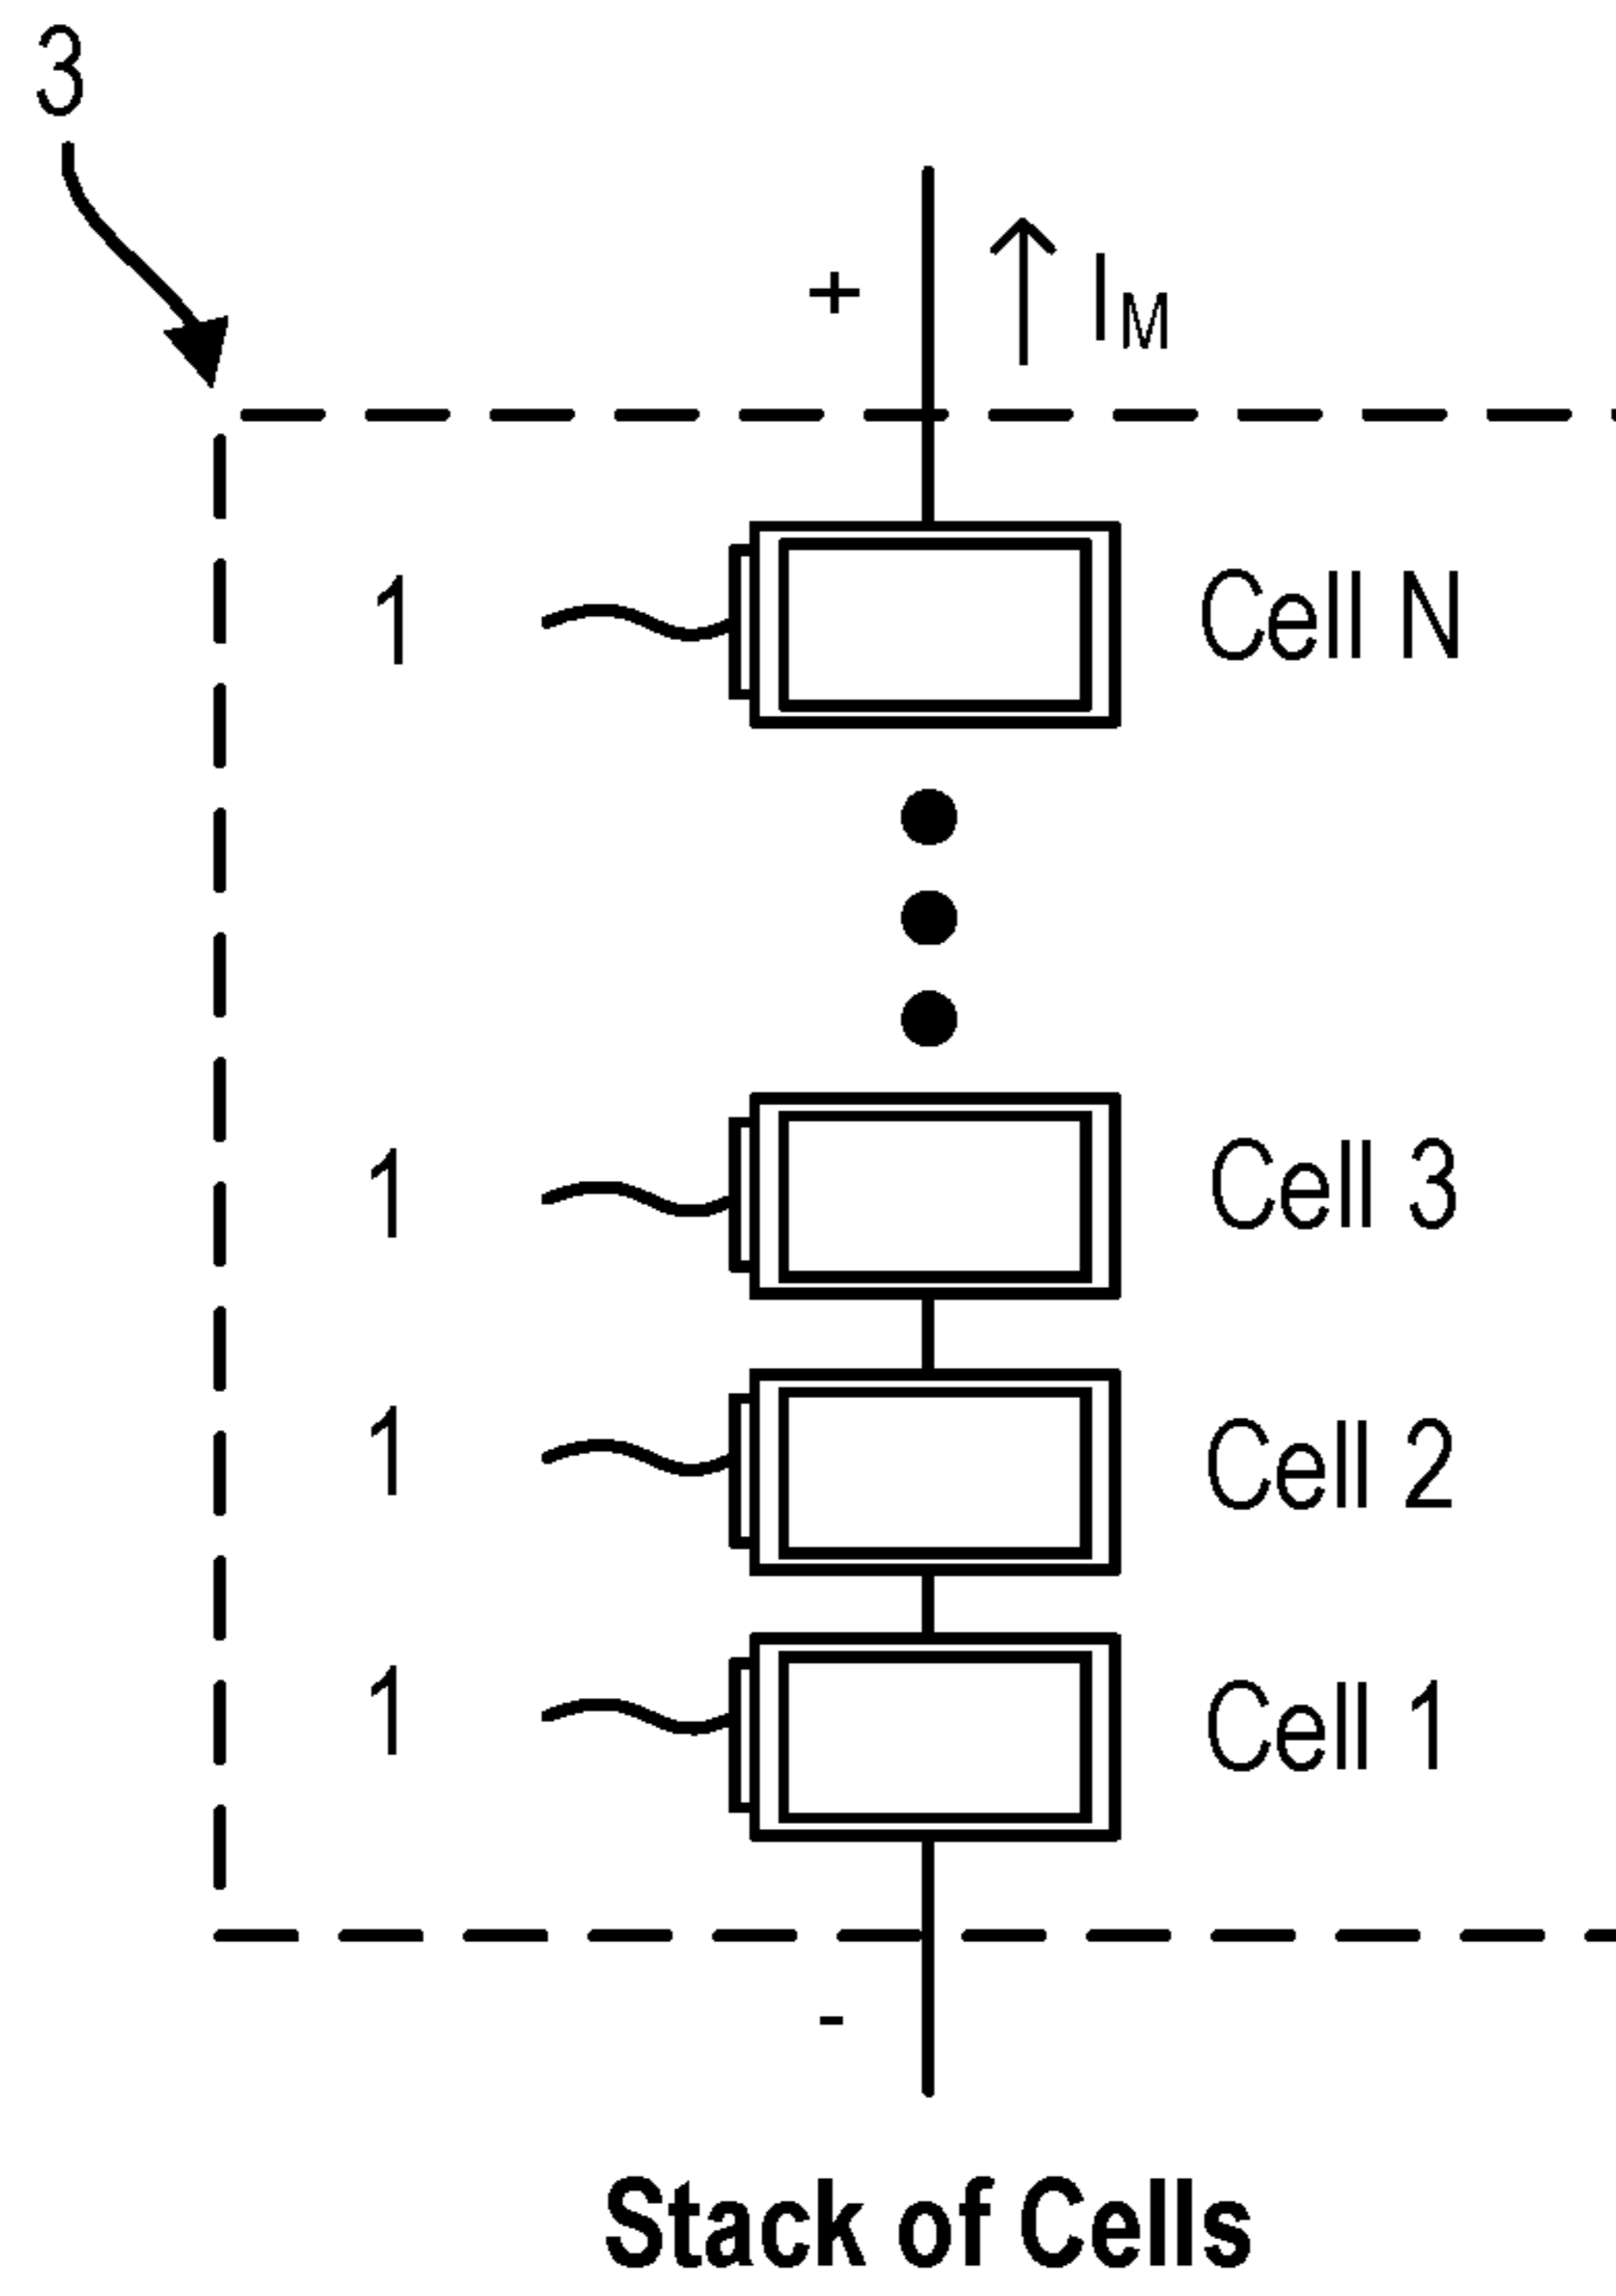 3
+ I_M
1 Cell N
1 Cell 3
1 Cell 2
1 Cell 1
-
Stack of Cells